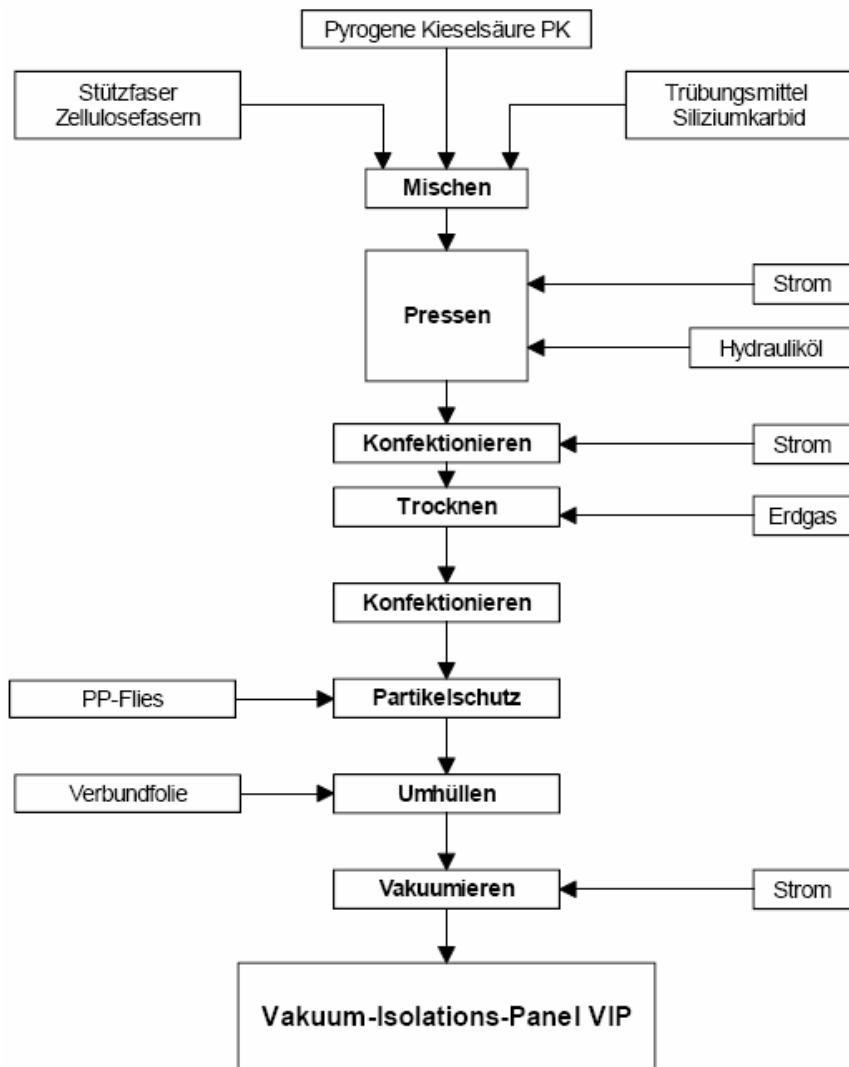 Pyrogene Kieselsäure PK
Stützfaser
Zellulosefasern
Trübungsmittel
Siliziumkarbid
Mischen
Strom
Pressen
Hydrauliköl
Konfektionieren
Strom
Trocknen
Erdgas
Konfektionieren
PP-Flies
Partikelschutz
Verbundfolie
Umhüllen
Vakuumieren
Strom
Vakuum-Isolations-Panel VIP